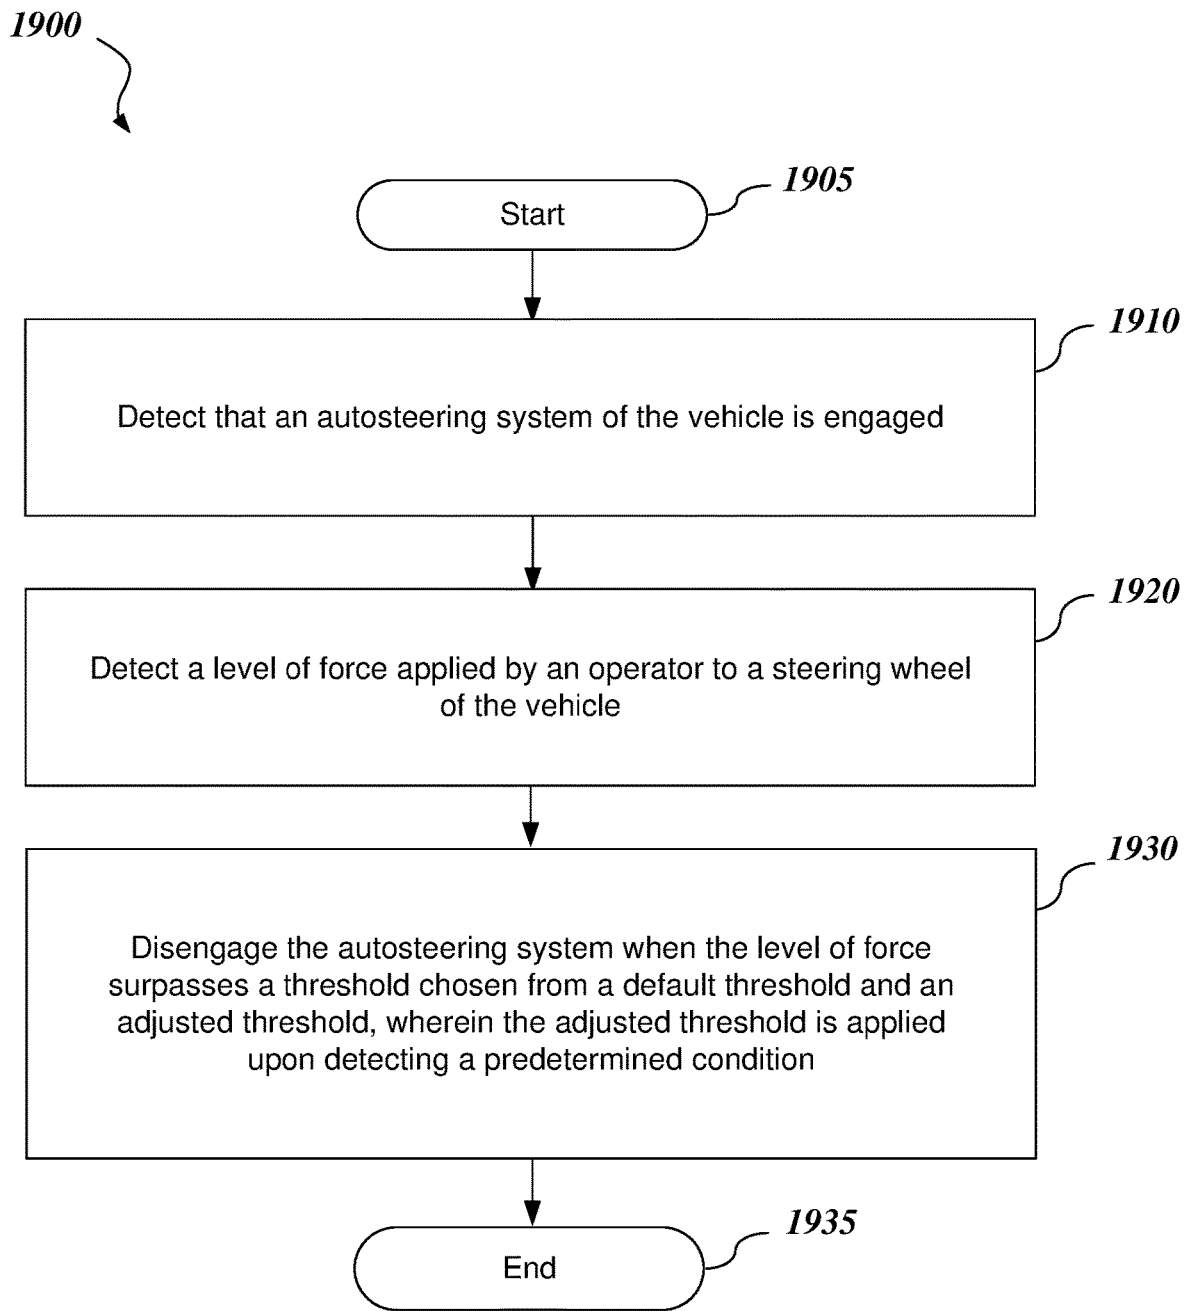 1900
1905
Start
1910
Detect that an autosteering system of the vehicle is engaged
1920
Detect a level of force applied by an operator to a steering wheel
of the vehicle
1930
Disengage the autosteering system when the level of force
surpasses a threshold chosen from a default threshold and an
adjusted threshold, wherein the adjusted threshold is applied
upon detecting a predetermined condition
1935
End